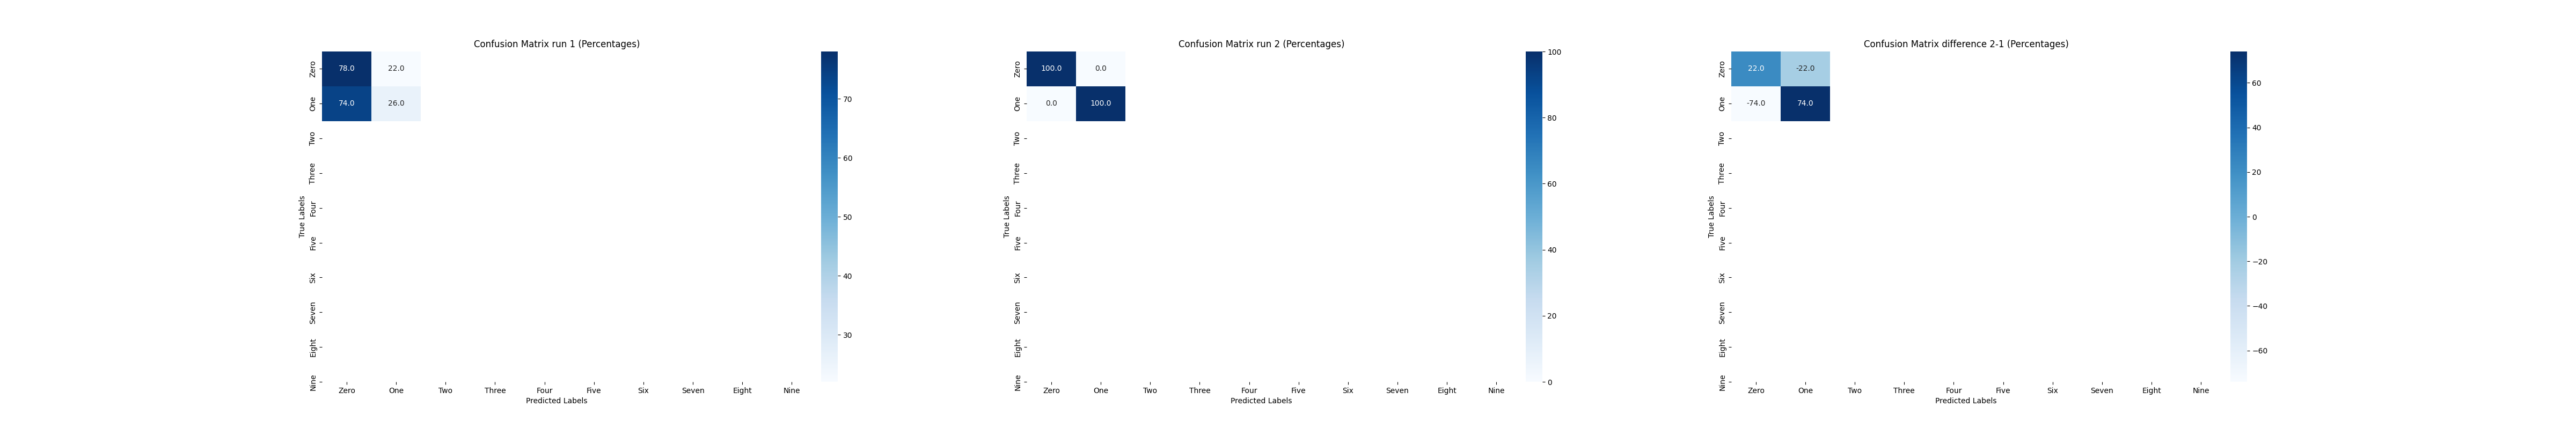 Confusion Matrix run 1 (Percentages)
Zero
One
Two
Three
Four
Five
Six
Seven
Eight
Nine
True Labels
78.0 22.0
74.0 26.0
Zero One Two Three Four Five Six Seven Eight Nine
Predicted Labels
70
60
50
40
30
Confusion Matrix run 2 (Percentages)
Zero
One
Two
Three
Four
Five
Six
Seven
Eight
Nine
True Labels
100.0 0.0
0.0 100.0
Zero One Two Three Four Five Six Seven Eight Nine
Predicted Labels
100
80
60
40
20
0
Confusion Matrix difference 2-1 (Percentages)
Zero
One
Two
Three
Four
Five
Six
Seven
Eight
Nine
True Labels
22.0 -22.0
-74.0 74.0
Zero One Two Three Four Five Six Seven Eight Nine
Predicted Labels
60
40
20
0
−20
−40
−60